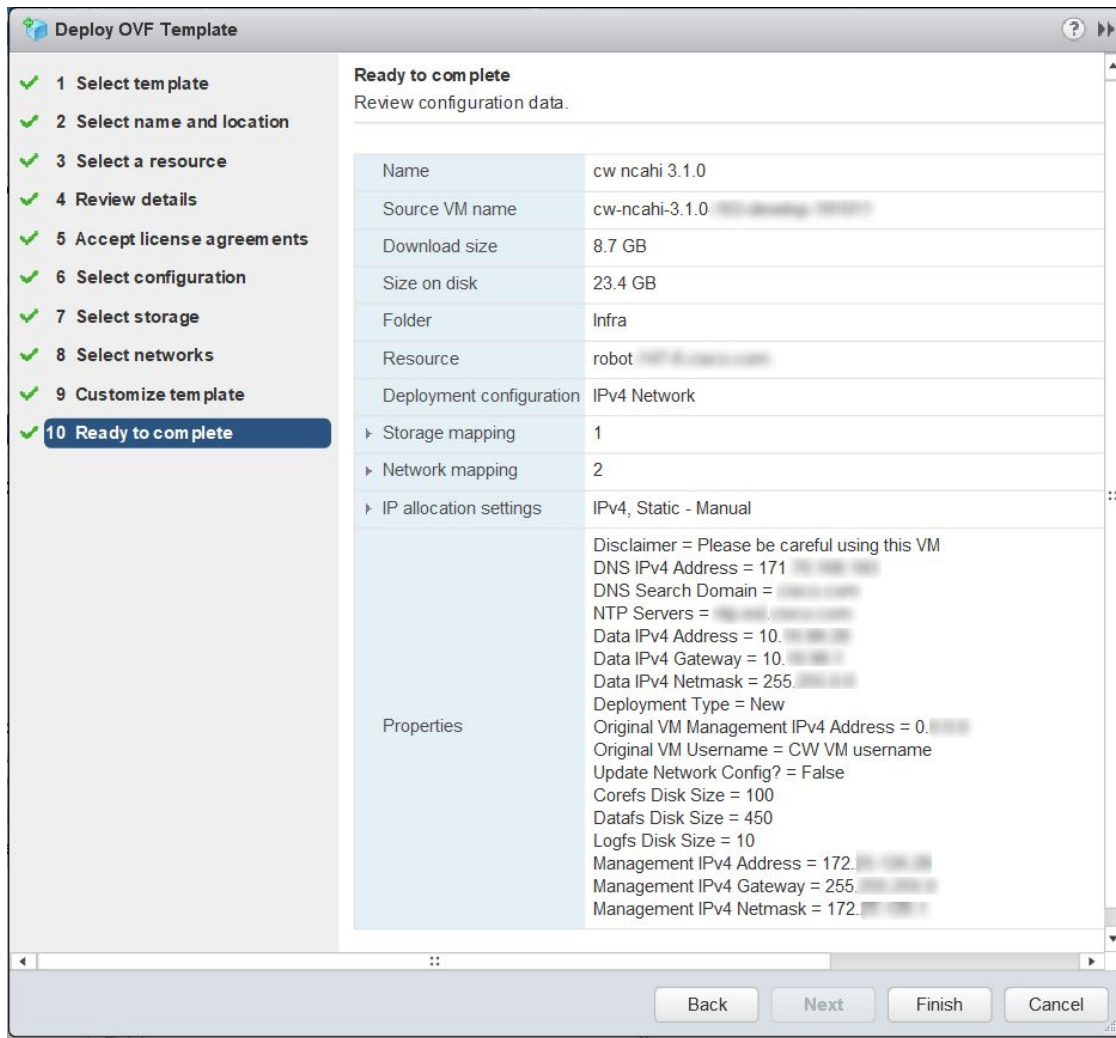 Deploy OVF Template
?
1 Select template
2 Select name and location
3 Select a resource
4 Review details
5 Accept license agreements
6 Select configuration
7 Select storage
8 Select networks
9 Customize template
10 Ready to complete
Ready to complete
Review configuration data.
Name cw ncahi 3.1.0
Source VM name cw-ncahi-3.1.0
Download size 8.7 GB
Size on disk 23.4 GB
Folder Infra
Resource robot
Deployment configuration IPv4 Network
Storage mapping 1
Network mapping 2
IP allocation settings IPv4, Static - Manual
Properties
Disclaimer = Please be careful using this VM
DNS IPv4 Address = 171
DNS Search Domain =
NTP Servers =
Data IPv4 Address = 10.
Data IPv4 Gateway = 10.
Data IPv4 Netmask = 255.
Deployment Type = New
Original VM Management IPv4 Address = 0.
Original VM Username = CW VM username
Update Network Config? = False
Corefs Disk Size = 100
Datafs Disk Size = 450
Logfs Disk Size = 10
Management IPv4 Address = 172.
Management IPv4 Gateway = 255.
Management IPv4 Netmask = 172.
Back Next Finish Cancel